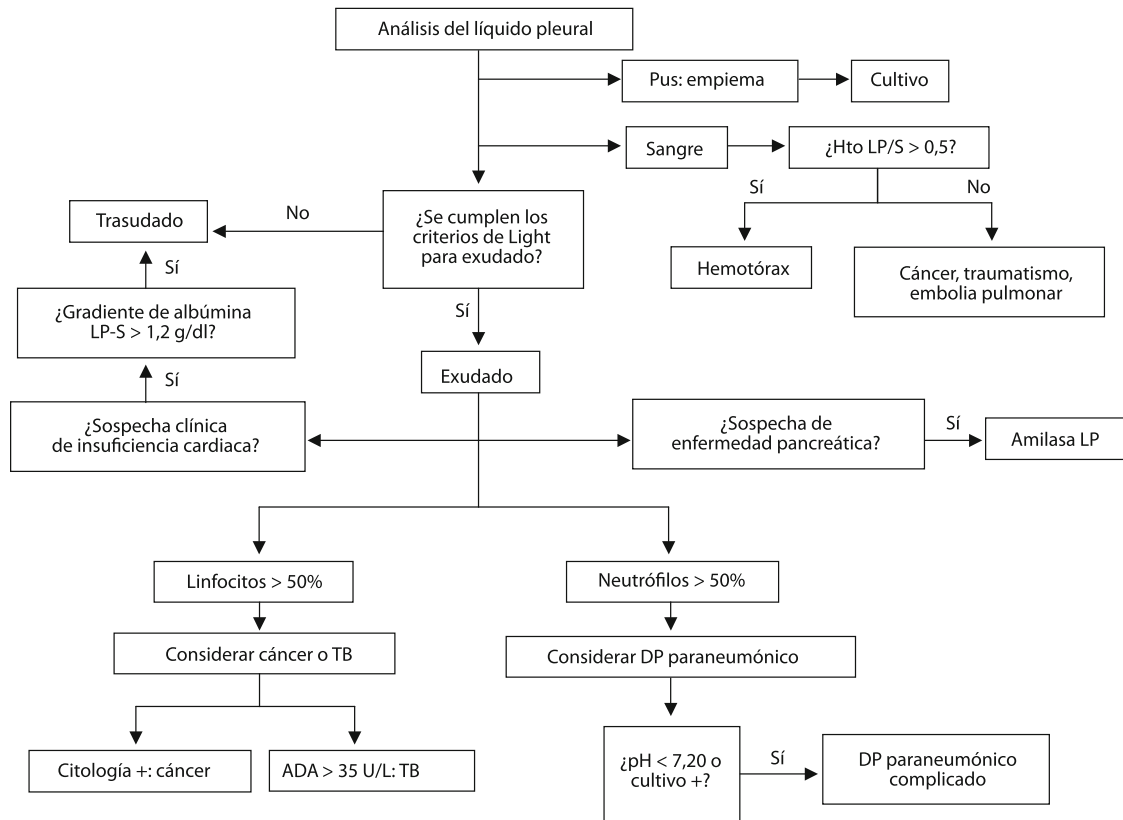 Análisis del líquido pleural
Pus: empiema
Cultivo
Sangre
¿Hto LP/S > 0,5?
Sí
No
Hemotórax
Cáncer, traumatismo,
embolia pulmonar
¿Se cumplen los
criterios de Light
para exudado?
No
Trasudado
Sí
¿Gradiente de albúmina
LP-S > 1,2 g/dl?
Sí
¿Sospecha clínica
de insuficiencia cardiaca?
Sí
Exudado
¿Sospecha de
enfermedad pancreática?
Sí
Amilasa LP
Linfocitos > 50%
Considerar cáncer o TB
Citología +: cáncer
ADA > 35 U/L: TB
Neutrófilos > 50%
Considerar DP paraneumónico
¿pH < 7,20 o
cultivo +?
Sí
DP paraneumónico
complicado